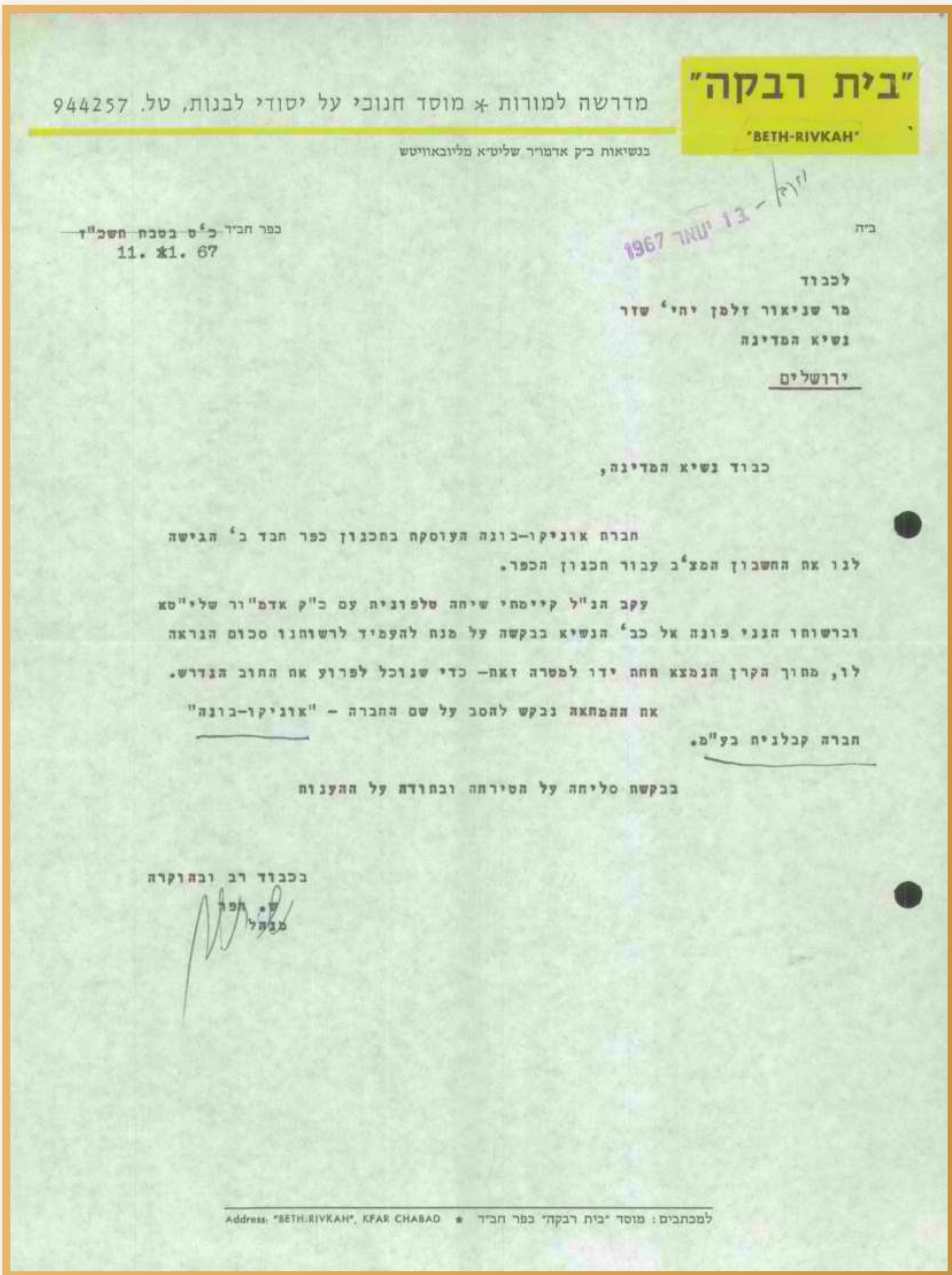 "בית רבקה"
"BETH-RIVKAH"
מדרשה למורות * מוסד חנוכי על יסודי לבנות, טל. 944257
בנשיאות כ״ק אדמו״ר שליט״א מליובאוויטש
13. ינואר 1967
ב״ה
כפר חב״ד כ'ס בטבת תשכ"ז
11. 1. 67
לכבוד
מר שניאור זלמן יחי' שזר
נשיא המדינה
ירושלים
כבוד נשיא המדינה,
חברת אוניקו-בונה העוסקת בתכנון כפר חבד ב' הגישה
לנו את החשבון המצ'ב עבור תכנון הכפר.
עקב הנ"ל קיימתי שיחה טלפונית עם כ"ק אדמ"ור שלי"טא
וברשותו הנני פונה אל כב' הנשיא בבקשה על מנת להעמיד לרשותנו סכום הנראה
לו, מתוך הקרן הנמצא תחת ידו למטרה זאת– כדי שנוכל לפרוע את החוב הנדרש.
את ההמחאה נבקש להסב על שם החברה – "אוניקו-בונה"
חברה קבלנית בע"מ.
בבקשת סליחה על הטירחה ובתודה על ההענות
בכבוד רב ובהוקרה
ש. חפר
מנהל
למכתבים: מוסד "בית רבקה" כפר חב״ד * Address: "BETH.RIVKAH", KFAR CHABAD